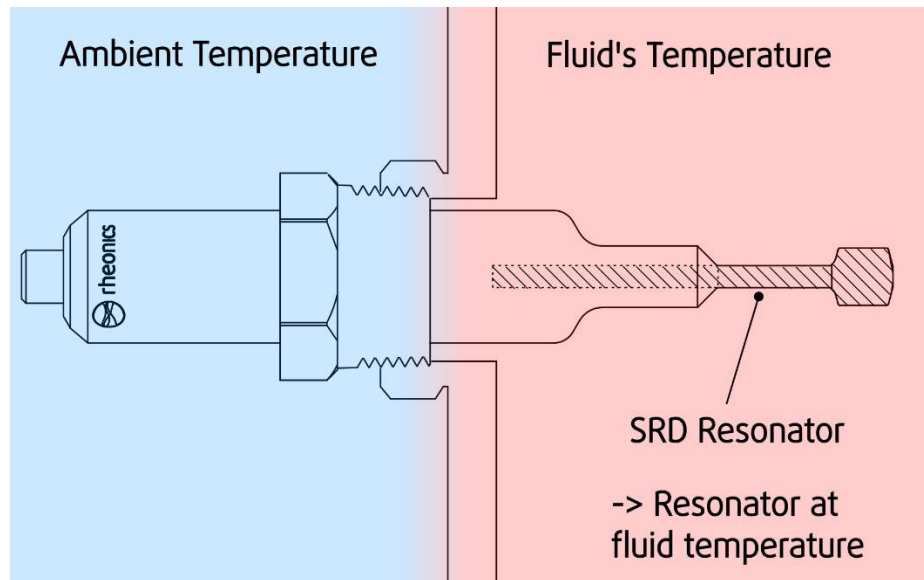 Ambient Temperature
Fluid's Temperature
rheonics
SRD Resonator
-> Resonator at
fluid temperature